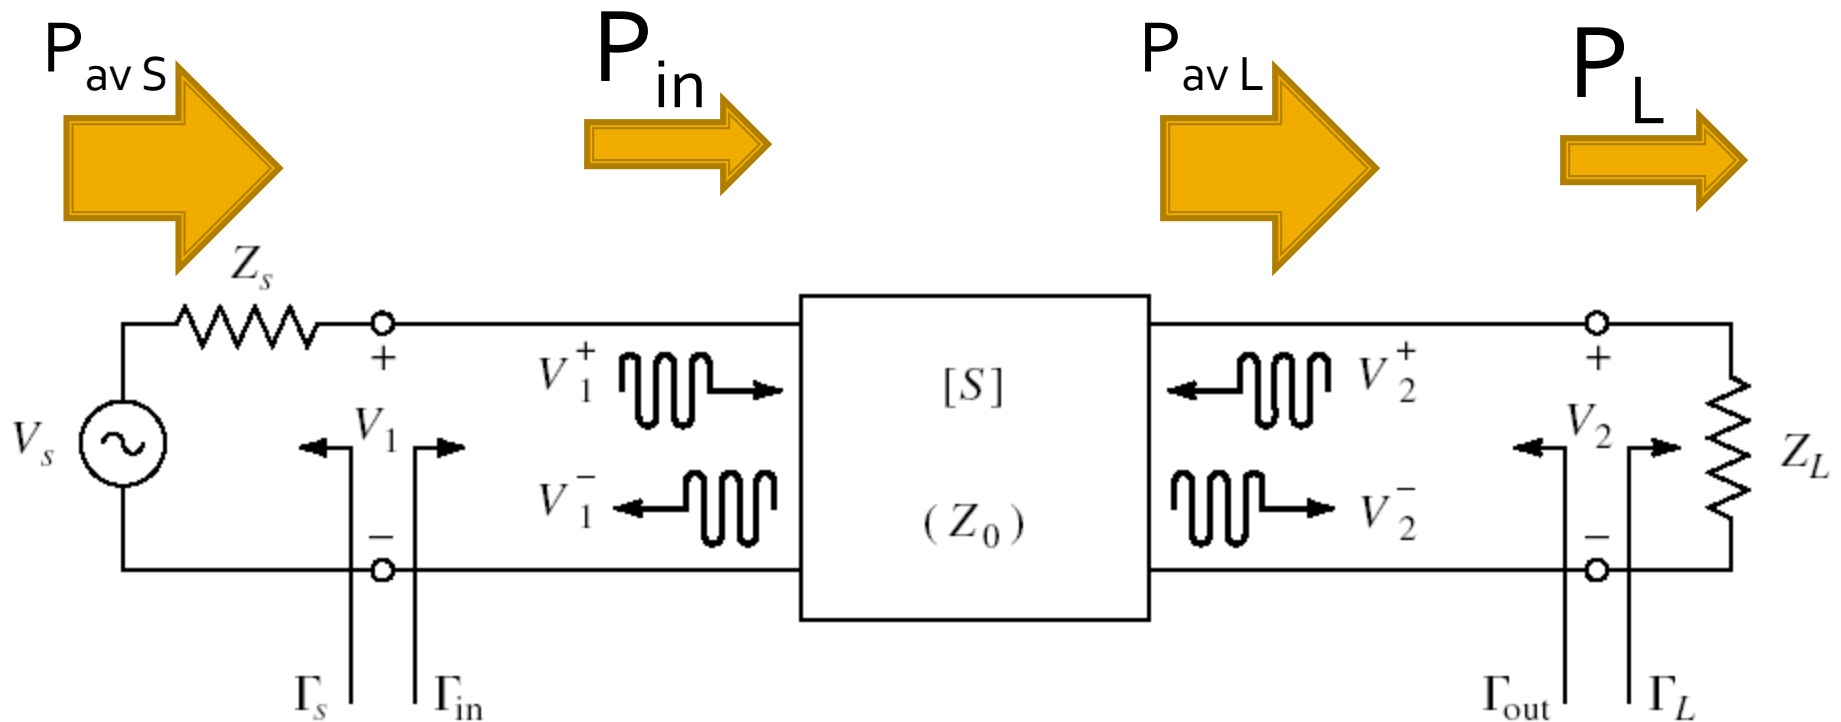 P av S
P in
P av L
P L
Z s
V s
+
V 1
−
V 1 +
V 1 −
[S]
(Z 0)
V 2 +
V 2 −
+
V 2
−
Z L
Γ s
Γ in
Γ out
Γ L